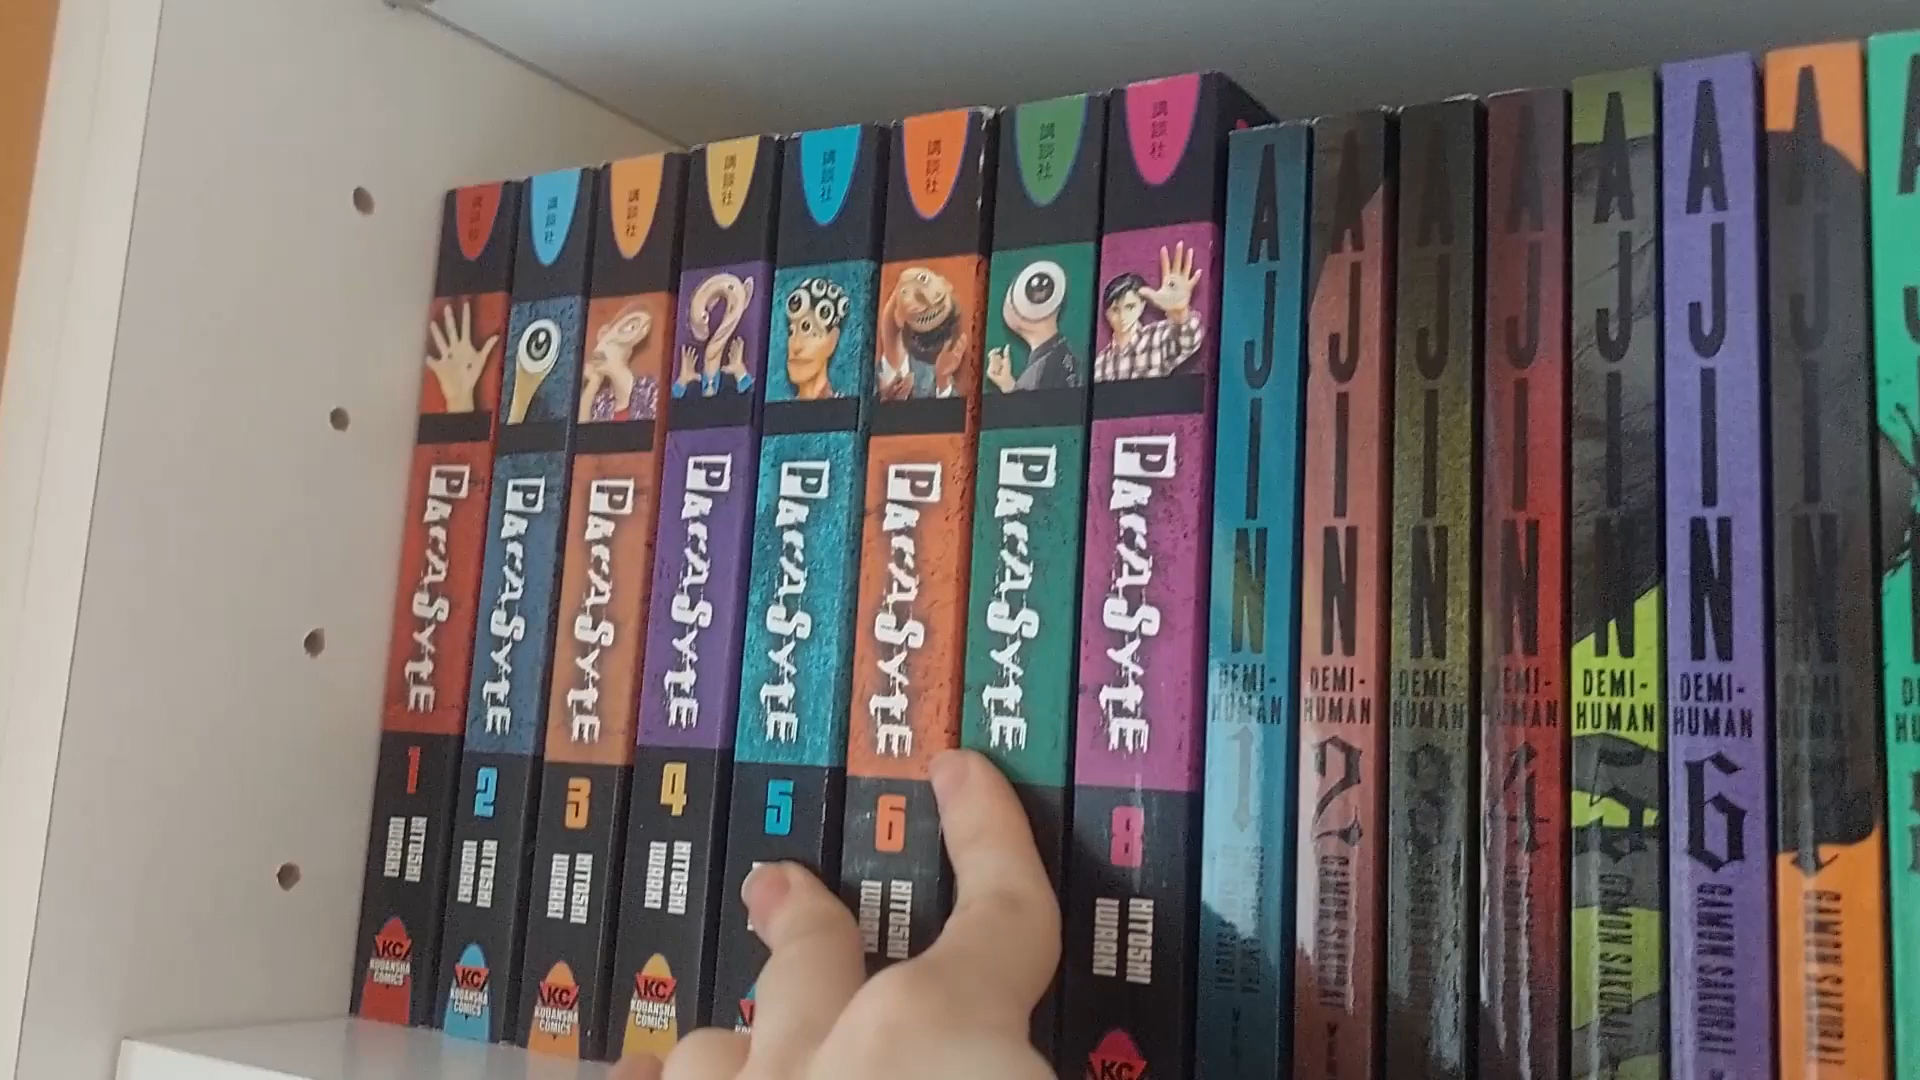 講談社
PARASYTE
1
HITOSHI IWAAKI
KC
KODANSHA COMICS
講談社
PARASYTE
2
HITOSHI IWAAKI
KC
KODANSHA COMICS
講談社
PARASYTE
3
HITOSHI IWAAKI
KC
KODANSHA COMICS
講談社
PARASYTE
4
HITOSHI IWAAKI
KC
KODANSHA COMICS
講談社
PARASYTE
5
講談社
PARASYTE
6
HITOSHI IWAAKI
講談社
PARASYTE
講談社
PARASYTE
8
HITOSHI IWAAKI
KC
AJIN
DEMI-
HUMAN
1
AJIN
DEMI-
HUMAN
2
GAMON SAKURAI
AJIN
DEMI-
HUMAN
3
AJIN
DEMI-
HUMAN
4
AJIN
DEMI-
HUMAN
5
GAMON SAKURAI
AJIN
DEMI-
HUMAN
6
GAMON SAKURAI
AJIN
DEMI-
HUMAN
7
GAMON SAKURAI